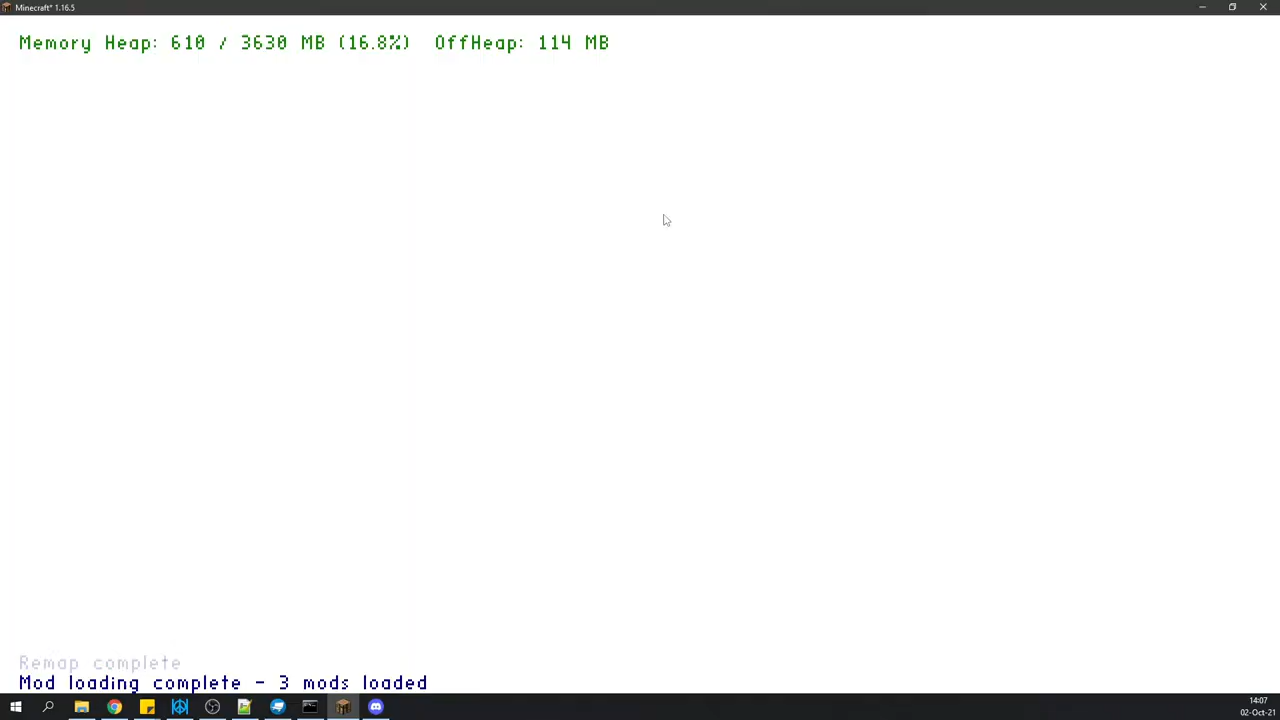 Minecraft* 1.16.5
Memory Heap: 610 / 3630 MB (16.8%) OffHeap: 114 MB
Remap complete
Mod loading complete - 3 mods loaded
14:07
02-Oct-21